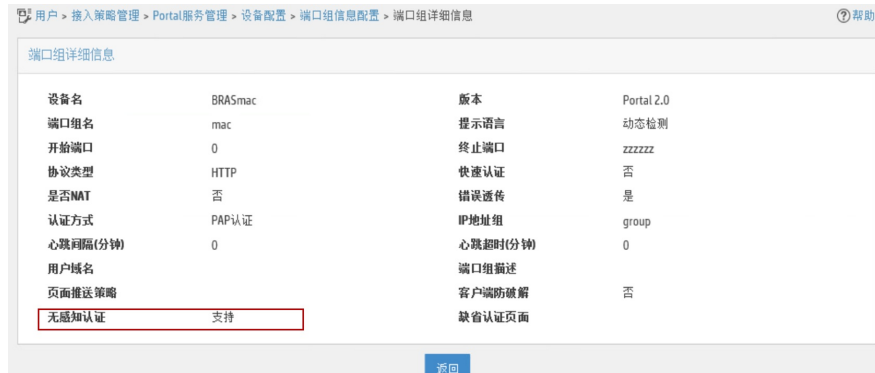 用户 > 接入策略管理 > Portal服务管理 > 设备配置 > 端口组信息配置 > 端口组详细信息 ?帮助
端口组详细信息
设备名 BRASmac 版本 Portal 2.0
端口组名 mac 提示语言 动态检测
开始端口 0 终止端口 zzzzzz
协议类型 HTTP 快速认证 否
是否NAT 否 错误透传 是
认证方式 PAP认证 IP地址组 group
心跳间隔(分钟) 0 心跳超时(分钟) 0
用户域名 端口组描述
页面推送策略 客户端防破解 否
无感知认证 支持 缺省认证页面
返回